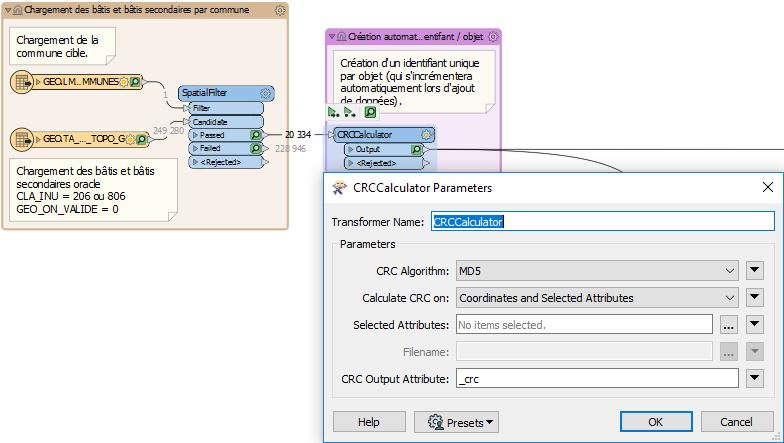 Chargement des bâtis et bâtis secondaires par commune
Chargement de la
commune cible.
GEO.LM...MMUNES
1
SpatialFilter
Filter
Candidate
Passed
Failed
<Rejected>
GEO.TA_..._TOPO_G
249 280
20 334
228 946
Chargement des bâtis et bâtis
secondaires oracle
CLA_INU = 206 ou 806
GEO_ON_VALIDE = 0
Création automat...entifant / objet
Création d'un identifiant unique
par objet (qui s'incrémentera
automatiquement lors d'ajout
de données).
CRCCalculator
Output
<Rejected>
CRCCalculator Parameters
Transformer Name: CRCCalculator
Parameters
CRC Algorithm: MD5
Calculate CRC on: Coordinates and Selected Attributes
Selected Attributes: No items selected. ...
Filename: ...
CRC Output Attribute: _crc
Help Presets OK Cancel